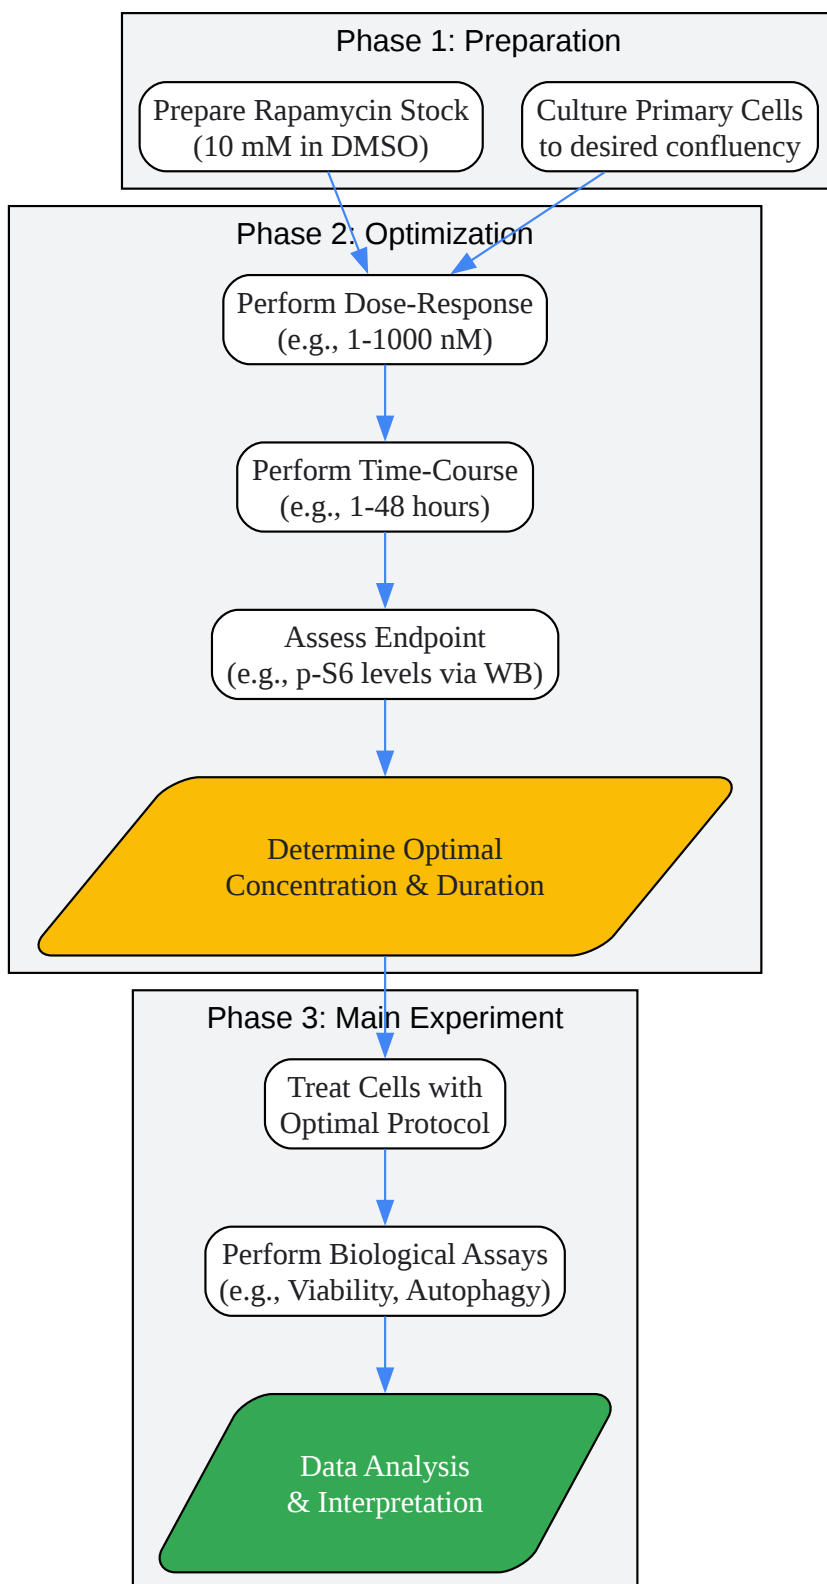 Phase 1: Preparation
Prepare Rapamycin Stock
(10 mM in DMSO)
Culture Primary Cells
to desired confluency
Phase 2: Optimization
Perform Dose-Response
(e.g., 1-1000 nM)
Perform Time-Course
(e.g., 1-48 hours)
Assess Endpoint
(e.g., p-S6 levels via WB)
Determine Optimal
Concentration & Duration
Phase 3: Main Experiment
Treat Cells with
Optimal Protocol
Perform Biological Assays
(e.g., Viability, Autophagy)
Data Analysis
& Interpretation